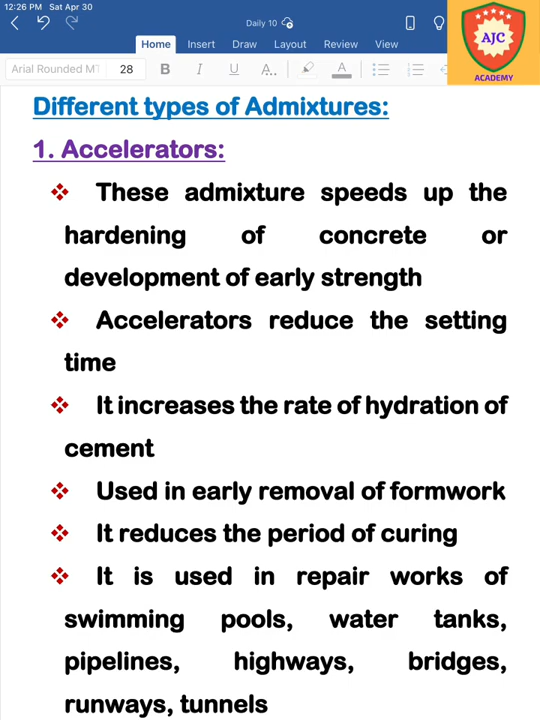 12:26 PM Sat Apr 30
Daily 10
Home Insert Draw Layout Review View
AJC
ACADEMY
Arial Rounded MT 28 B I U A...
Different types of Admixtures:
1. Accelerators:
These admixture speeds up the
hardening of concrete or
development of early strength
Accelerators reduce the setting
time
It increases the rate of hydration of
cement
Used in early removal of formwork
It reduces the period of curing
It is used in repair works of
swimming pools, water tanks,
pipelines, highways, bridges,
runways, tunnels